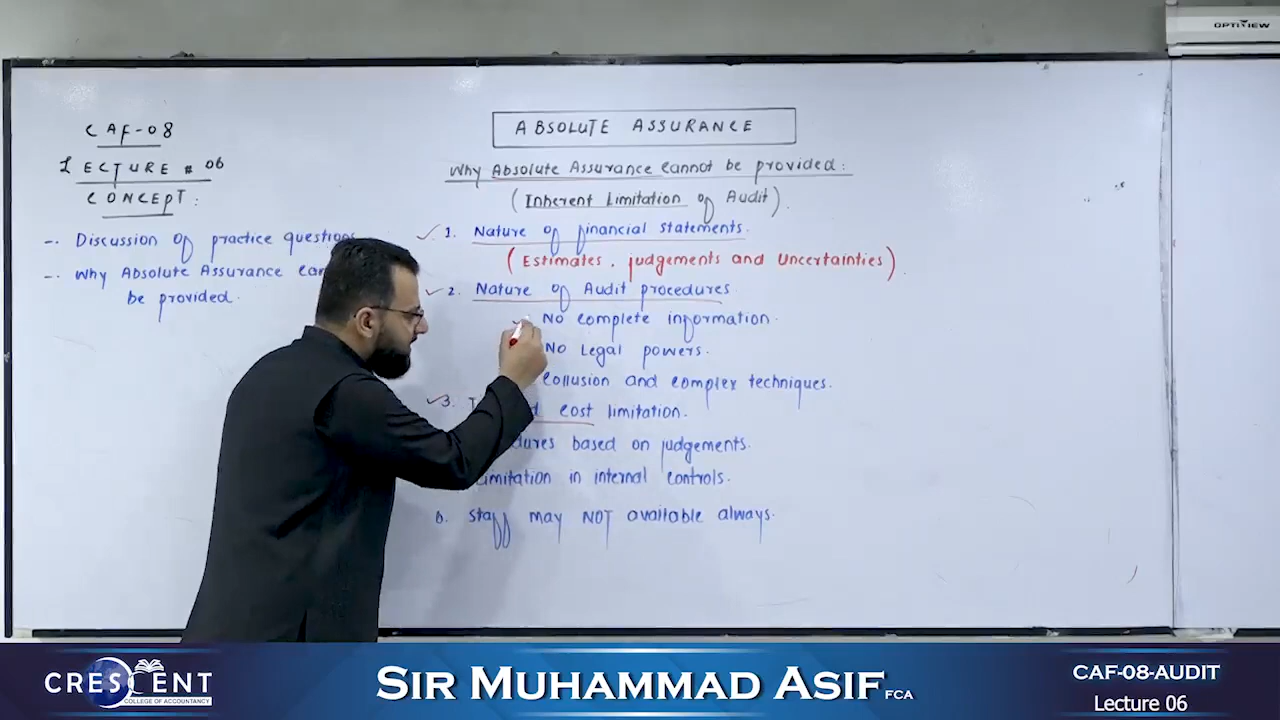 OPTIVIEW
CAF-08
LECTURE # 06
CONCEPT:
-. Discussion of practice questions
-. Why Absolute Assurance can
be provided.
ABSOLUTE ASSURANCE
Why Absolute Assurance cannot be provided:
(Inherent Limitation of Audit).
1. Nature of financial statements.
(Estimates, judgements and uncertainties).
2. Nature of Audit procedures
No complete information.
No Legal powers.
collusion and complex techniques.
3. cost limitation.
based on judgements.
Limitation in internal controls.
6. Staff may NOT available always.
CRESCENT
COLLEGE OF ACCOUNTANCY
SIR MUHAMMAD ASIF FCA
CAF-08-AUDIT
Lecture 06